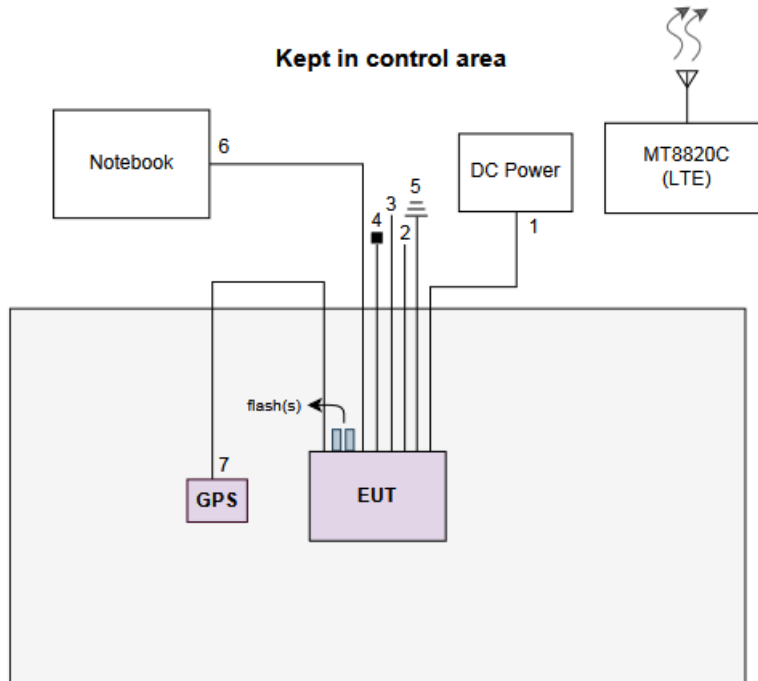 Kept in control area
Notebook
6
DC Power
1
MT8820C
(LTE)
5
3
4
2
flash(s)
7
GPS
EUT